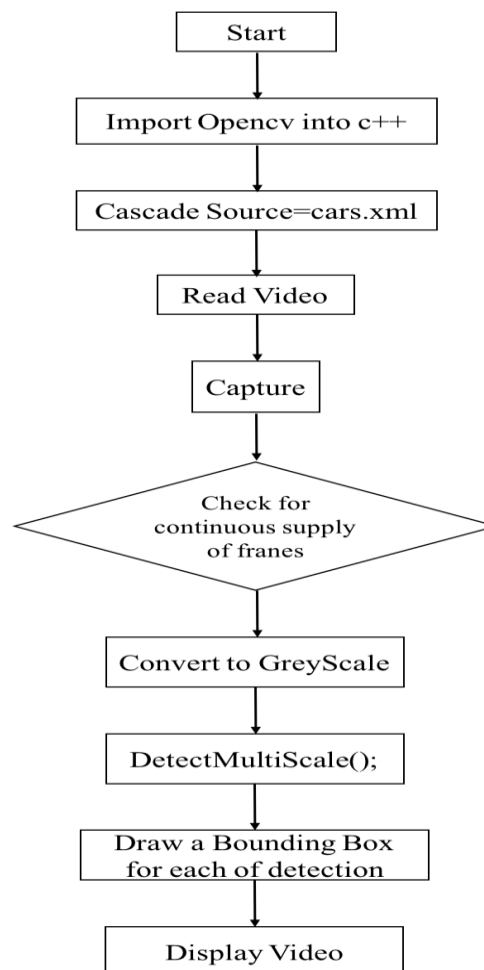 Start
Import Opencv into c++
Cascade Source=cars.xml
Read Video
Capture
Check for
continuous supply
of franes
Convert to GreyScale
DetectMultiScale();
Draw a Bounding Box
for each of detection
Display Video